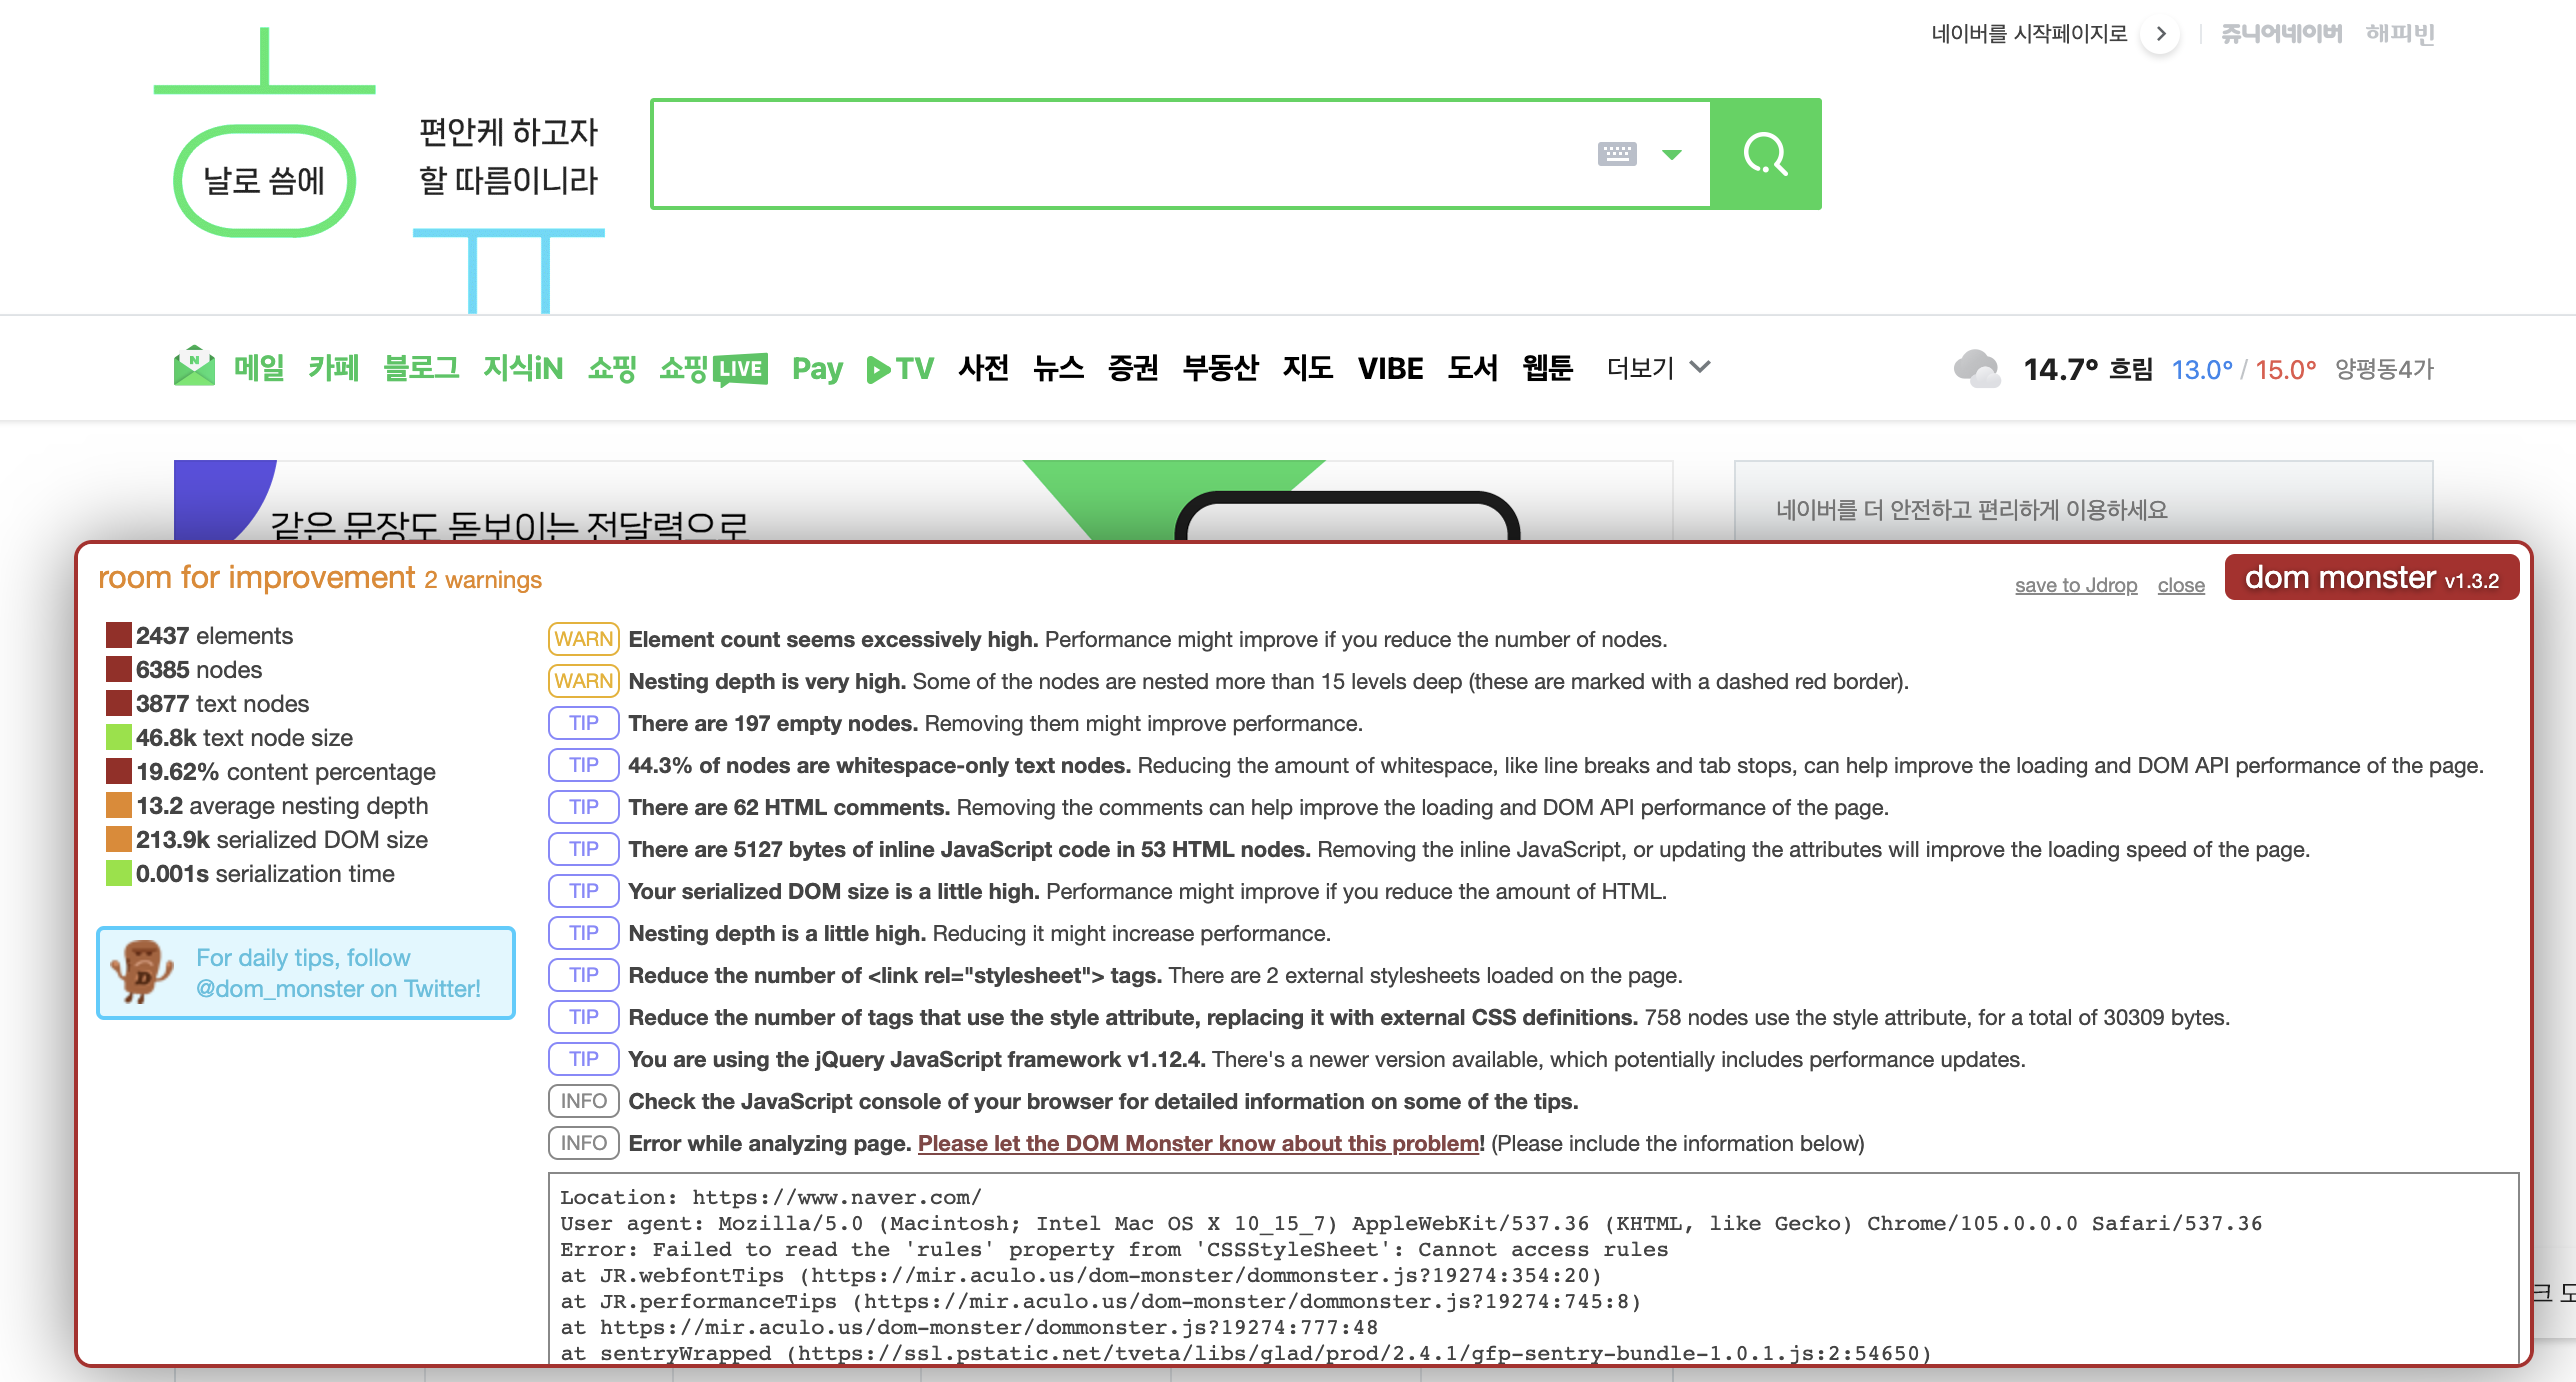 네이버를 시작페이지로
쥬니어네이버
해피빈
날로 씀에
편안케 하고자
할 따름이니라
N 메일 카페 블로그 지식iN 쇼핑 쇼핑LIVE Pay TV 사전 뉴스 증권 부동산 지도 VIBE 도서 웹툰 더보기
14.7° 흐림 13.0° / 15.0° 양평동4가
같은 문장도 돋보이는 전달력으로
네이버를 더 안전하고 편리하게 이용하세요
room for improvement 2 warnings
save to Jdrop close
dom monster v1.3.2
2437 elements
6385 nodes
3877 text nodes
46.8k text node size
19.62% content percentage
13.2 average nesting depth
213.9k serialized DOM size
0.001s serialization time
D
For daily tips, follow
@dom_monster on Twitter!
WARN Element count seems excessively high. Performance might improve if you reduce the number of nodes.
WARN Nesting depth is very high. Some of the nodes are nested more than 15 levels deep (these are marked with a dashed red border).
TIP There are 197 empty nodes. Removing them might improve performance.
TIP 44.3% of nodes are whitespace-only text nodes. Reducing the amount of whitespace, like line breaks and tab stops, can help improve the loading and DOM API performance of the page.
TIP There are 62 HTML comments. Removing the comments can help improve the loading and DOM API performance of the page.
TIP There are 5127 bytes of inline JavaScript code in 53 HTML nodes. Removing the inline JavaScript, or updating the attributes will improve the loading speed of the page.
TIP Your serialized DOM size is a little high. Performance might improve if you reduce the amount of HTML.
TIP Nesting depth is a little high. Reducing it might increase performance.
TIP Reduce the number of <link rel="stylesheet"> tags. There are 2 external stylesheets loaded on the page.
TIP Reduce the number of tags that use the style attribute, replacing it with external CSS definitions. 758 nodes use the style attribute, for a total of 30309 bytes.
TIP You are using the jQuery JavaScript framework v1.12.4. There's a newer version available, which potentially includes performance updates.
INFO Check the JavaScript console of your browser for detailed information on some of the tips.
INFO Error while analyzing page. Please let the DOM Monster know about this problem! (Please include the information below)
Location: https://www.naver.com/
User agent: Mozilla/5.0 (Macintosh; Intel Mac OS X 10_15_7) AppleWebKit/537.36 (KHTML, like Gecko) Chrome/105.0.0.0 Safari/537.36
Error: Failed to read the 'rules' property from 'CSSStyleSheet': Cannot access rules
at JR.webfontTips (https://mir.aculo.us/dom-monster/dommonster.js?19274:354:20)
at JR.performanceTips (https://mir.aculo.us/dom-monster/dommonster.js?19274:745:8)
at https://mir.aculo.us/dom-monster/dommonster.js?19274:777:48
at sentryWrapped (https://ssl.pstatic.net/tveta/libs/glad/prod/2.4.1/gfp-sentry-bundle-1.0.1.js:2:54650)